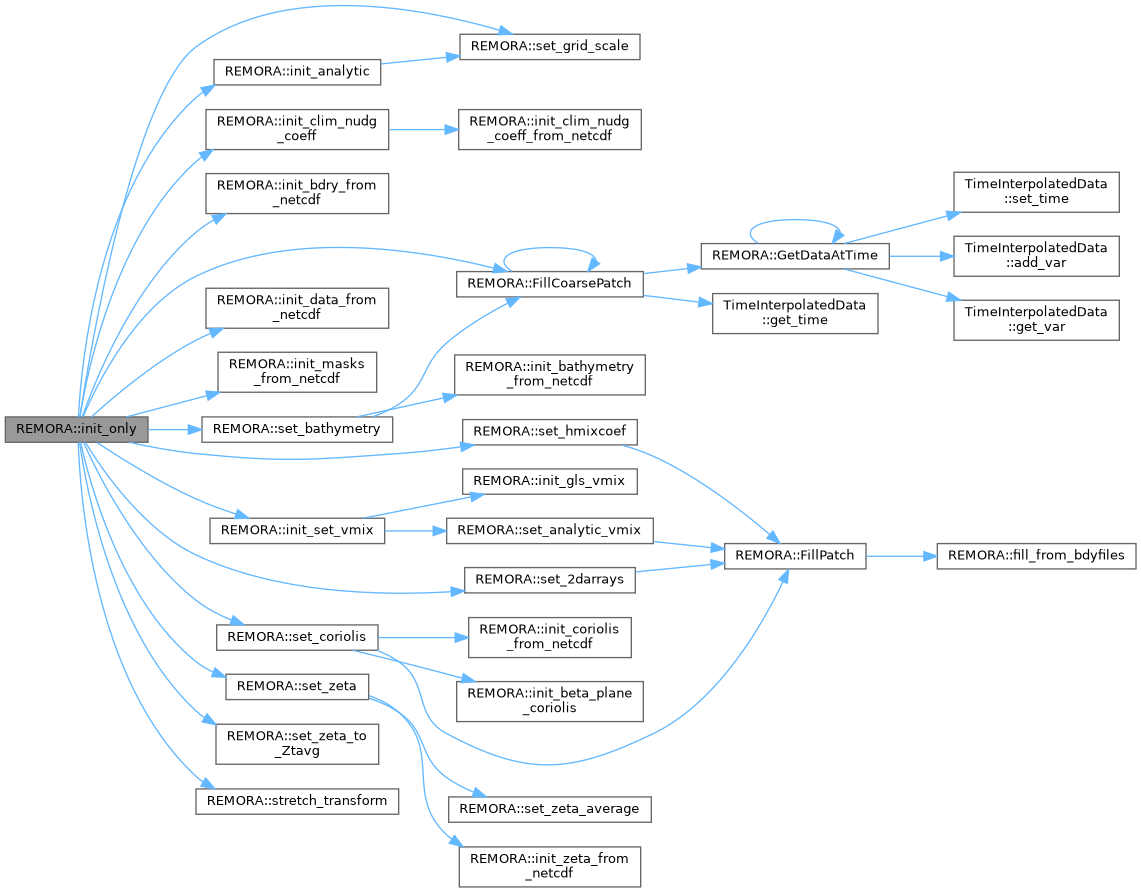 REMORA::set_grid_scale
REMORA::init_analytic
REMORA::init_clim_nudg
_coeff
REMORA::init_clim_nudg
_coeff_from_netcdf
REMORA::init_bdry_from
_netcdf
TimeInterpolatedData
::set_time
REMORA::GetDataAtTime
TimeInterpolatedData
::add_var
REMORA::FillCoarsePatch
REMORA::init_data_from
_netcdf
TimeInterpolatedData
::get_time
TimeInterpolatedData
::get_var
REMORA::init_masks
_from_netcdf
REMORA::init_bathymetry
_from_netcdf
REMORA::init_only
REMORA::set_bathymetry
REMORA::set_hmixcoef
REMORA::init_gls_vmix
REMORA::init_set_vmix
REMORA::set_analytic_vmix
REMORA::FillPatch
REMORA::fill_from_bdyfiles
REMORA::set_2darrays
REMORA::set_coriolis
REMORA::init_coriolis
_from_netcdf
REMORA::set_zeta
REMORA::init_beta_plane
_coriolis
REMORA::set_zeta_to
_Ztavg
REMORA::stretch_transform
REMORA::set_zeta_average
REMORA::init_zeta_from
_netcdf